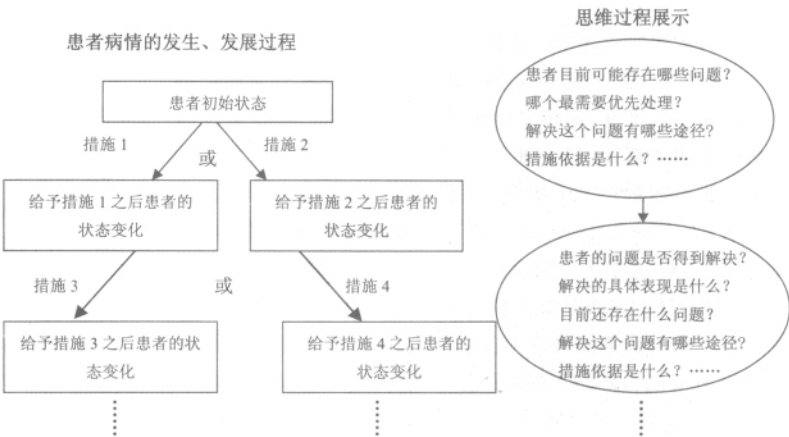 思维过程展示
患者病情的发生、发展过程
患者初始状态
措施 1
或
措施 2
给予措施 1 之后患者的
状态变化
给予措施 2 之后患者的
状态变化
措施 3
或
措施 4
给予措施 3 之后患者的状
态变化
给予措施 4 之后患者的
状态变化
患者目前可能存在哪些问题?
哪个最需要优先处理?
解决这个问题有哪些途径?
措施依据是什么? ……
患者的问题是否得到解决?
解决的具体表现是什么?
目前还存在什么问题?
解决这个问题有哪些途径?
措施依据是什么? ……